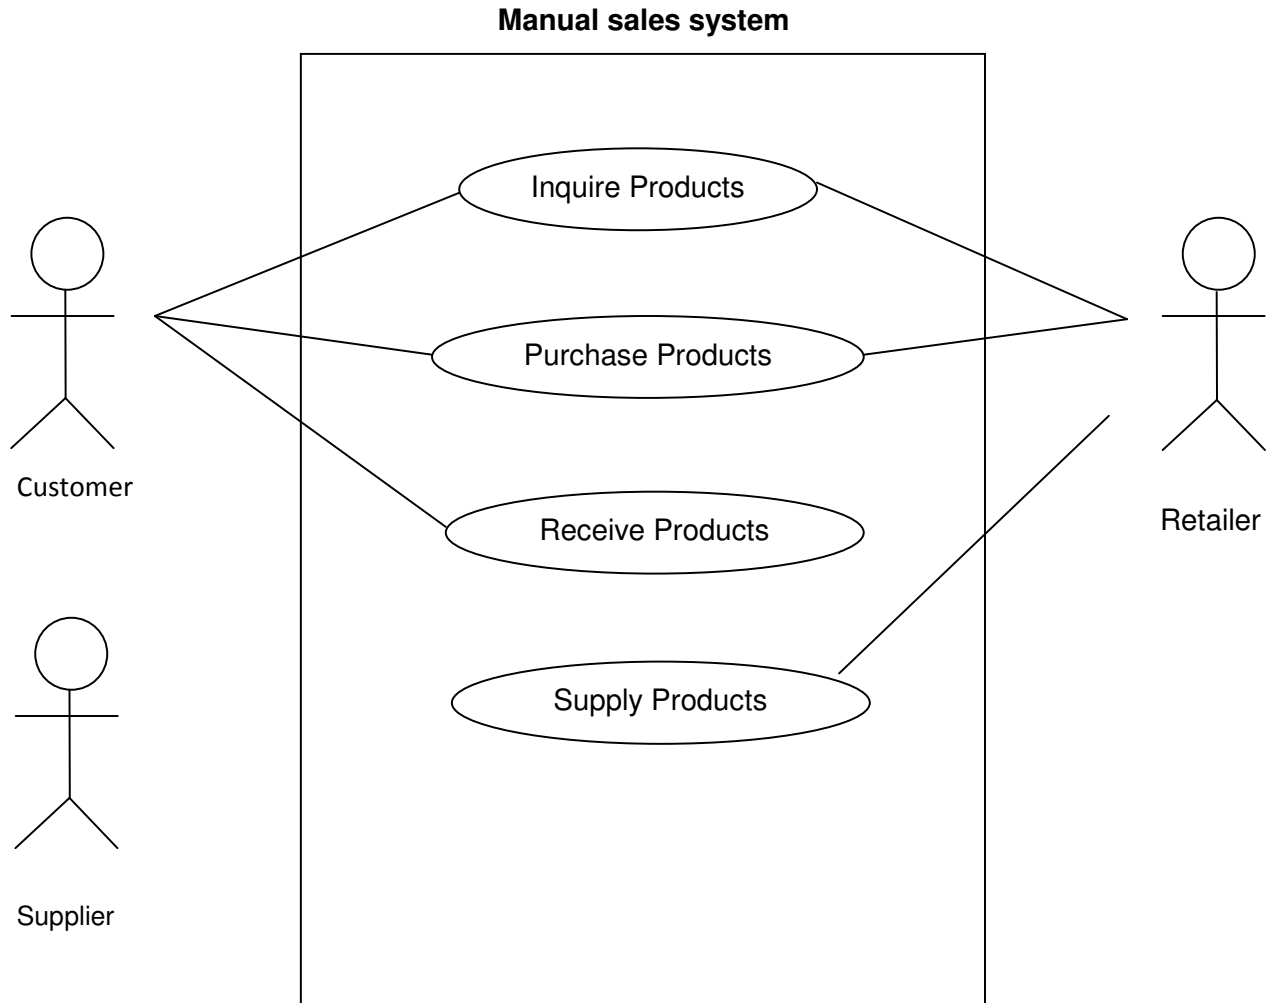 Manual sales system
Inquire Products
Purchase Products
Customer
Receive Products
Retailer
Supply Products
Supplier